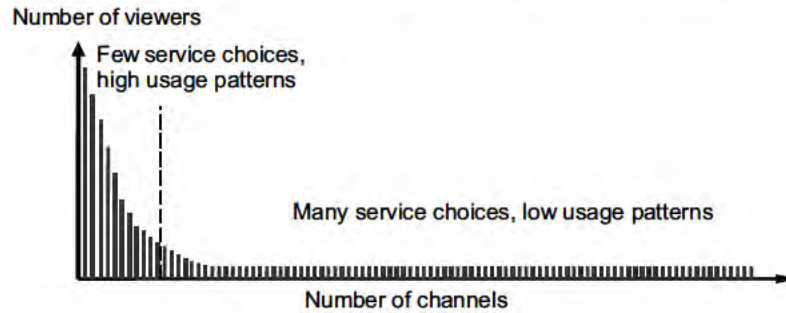 Number of viewers
Few service choices,
high usage patterns
Many service choices, low usage patterns
Number of channels